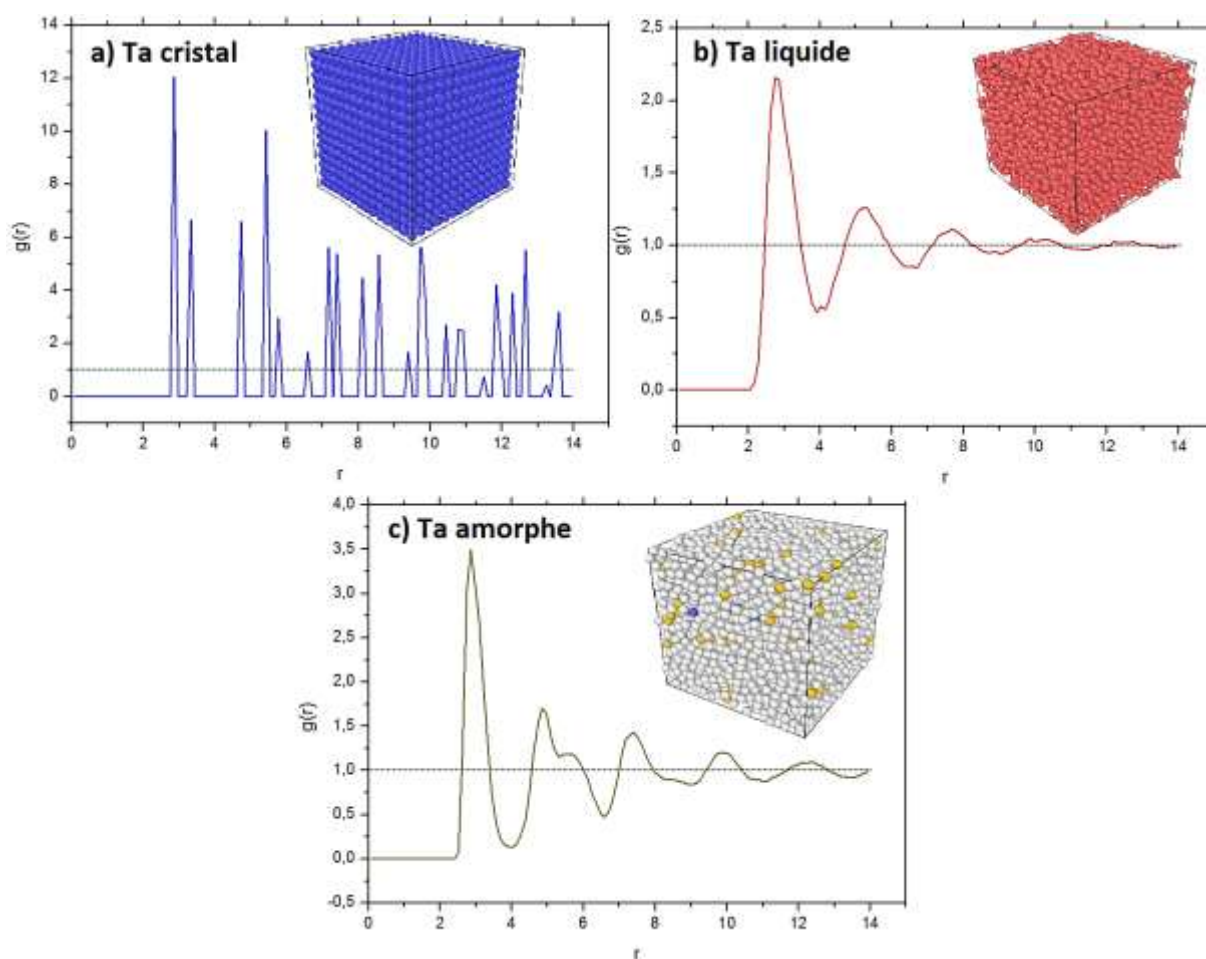 a) Ta cristal
14
12
10
8
6
4
2
0
g(r)
0 2 4 6 8 10 12 14
r
b) Ta liquide
2,5
2,0
1,5
1,0
0,5
0,0
g(r)
0 2 4 6 8 10 12 14
r
c) Ta amorphe
4,0
3,5
3,0
2,5
2,0
1,5
1,0
0,5
0,0
-0,5
g(r)
0 2 4 6 8 10 12 14
r